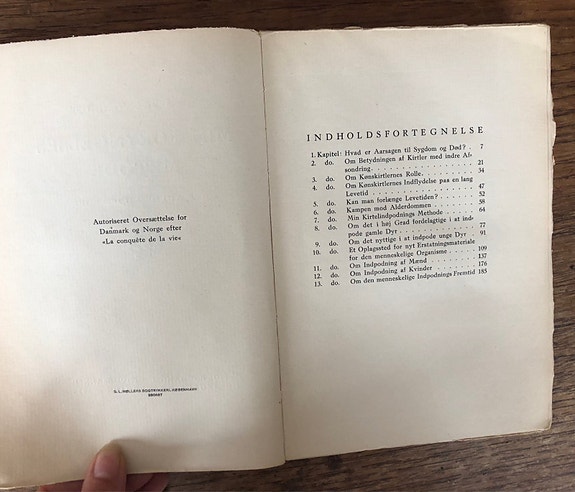 Autoriseret Oversættelse for
Danmark og Norge efter
«La conquête de la vie»
S. L. MØLLERS BOGTRYKKERI, KØBENHAVN
INDHOLDSFORTEGNELSE
1. Kapitel: Hvad er Aarsagen til Sygdom og Død? . 7
2. do. Om Betydningen af Kirtler med indre Af-
sondring . . . . . . . . . . . . . . 21
3. do. Om Kønskirtlernes Rolle . . . . . . . . 34
4. do. Om Kønskirtlernes Indflydelse paa en lang
Levetid . . . . . . . . . . . . . . 47
5. do. Kan man forlænge Levetiden? . . . . . 52
6. do. Kampen mod Alderdommen . . . . . . 58
7. do. Min Kirtelindpodnings Methode . . . . 64
8. do. Om det i høj Grad fordelagtige i at ind-
pode gamle Dyr . . . . . . . . . . 77
9. do. Om det nyttige i at indpode unge Dyr . . 91
10. do. Et Oplagssted for nyt Erstatningsmateriale
for den menneskelige Organisme . . . 109
11. do. Om Indpodning af Mænd . . . . . . . 137
12. do. Om Indpodning af Kvinder . . . . . . 176
13. do. Om den menneskelige Indpodnings Fremtid 185